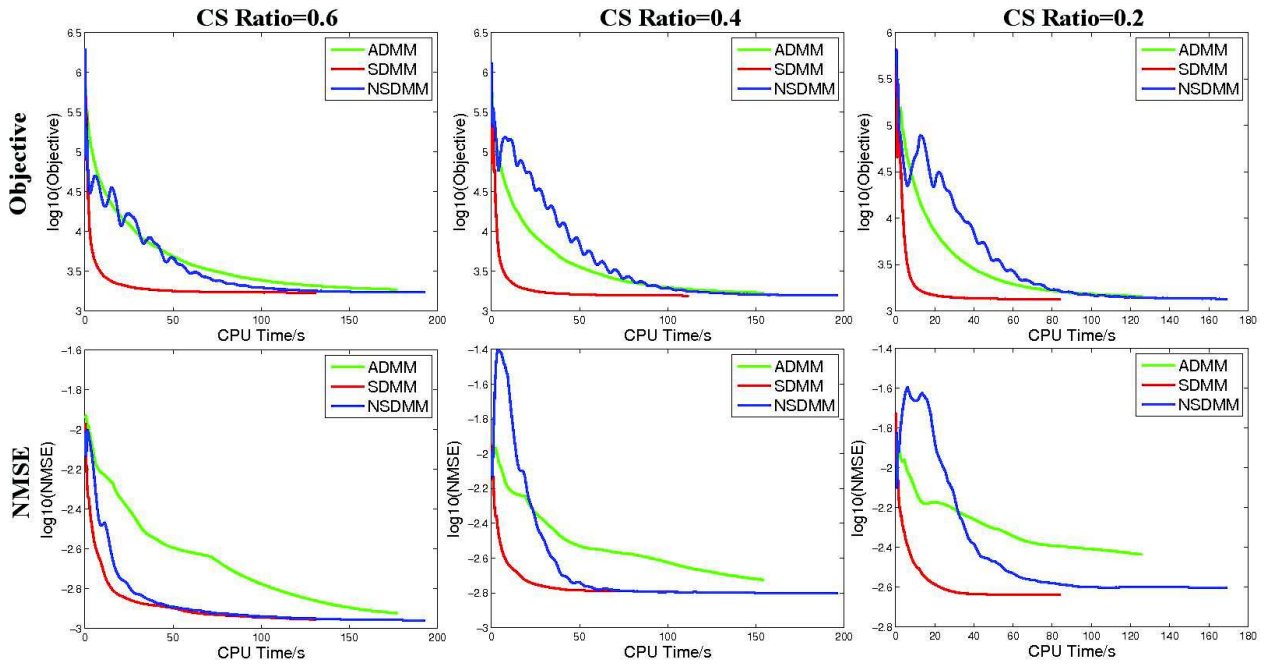 CS Ratio=0.6
CS Ratio=0.4
CS Ratio=0.2
Objective
log10(Objective)
6.5
6
5.5
5
4.5
4
3.5
3
0
50
100
150
200
CPU Time/s
ADMM
SDMM
NSDMM
log10(Objective)
6.5
6
5.5
5
4.5
4
3.5
3
0
50
100
150
200
CPU Time/s
ADMM
SDMM
NSDMM
log10(Objective)
6
5.5
5
4.5
4
3.5
3
0
20
40
60
80
100
120
140
160
180
CPU Time/s
ADMM
SDMM
NSDMM
NMSE
log10(NMSE)
−1.6
−1.8
−2
−2.2
−2.4
−2.6
−2.8
−3
0
50
100
150
200
CPU Time/s
ADMM
SDMM
NSDMM
log10(NMSE)
−1.4
−1.6
−1.8
−2
−2.2
−2.4
−2.6
−2.8
−3
0
50
100
150
200
CPU Time/s
ADMM
SDMM
NSDMM
log10(NMSE)
−1.4
−1.6
−1.8
−2
−2.2
−2.4
−2.6
−2.8
0
20
40
60
80
100
120
140
160
180
CPU Time/s
ADMM
SDMM
NSDMM